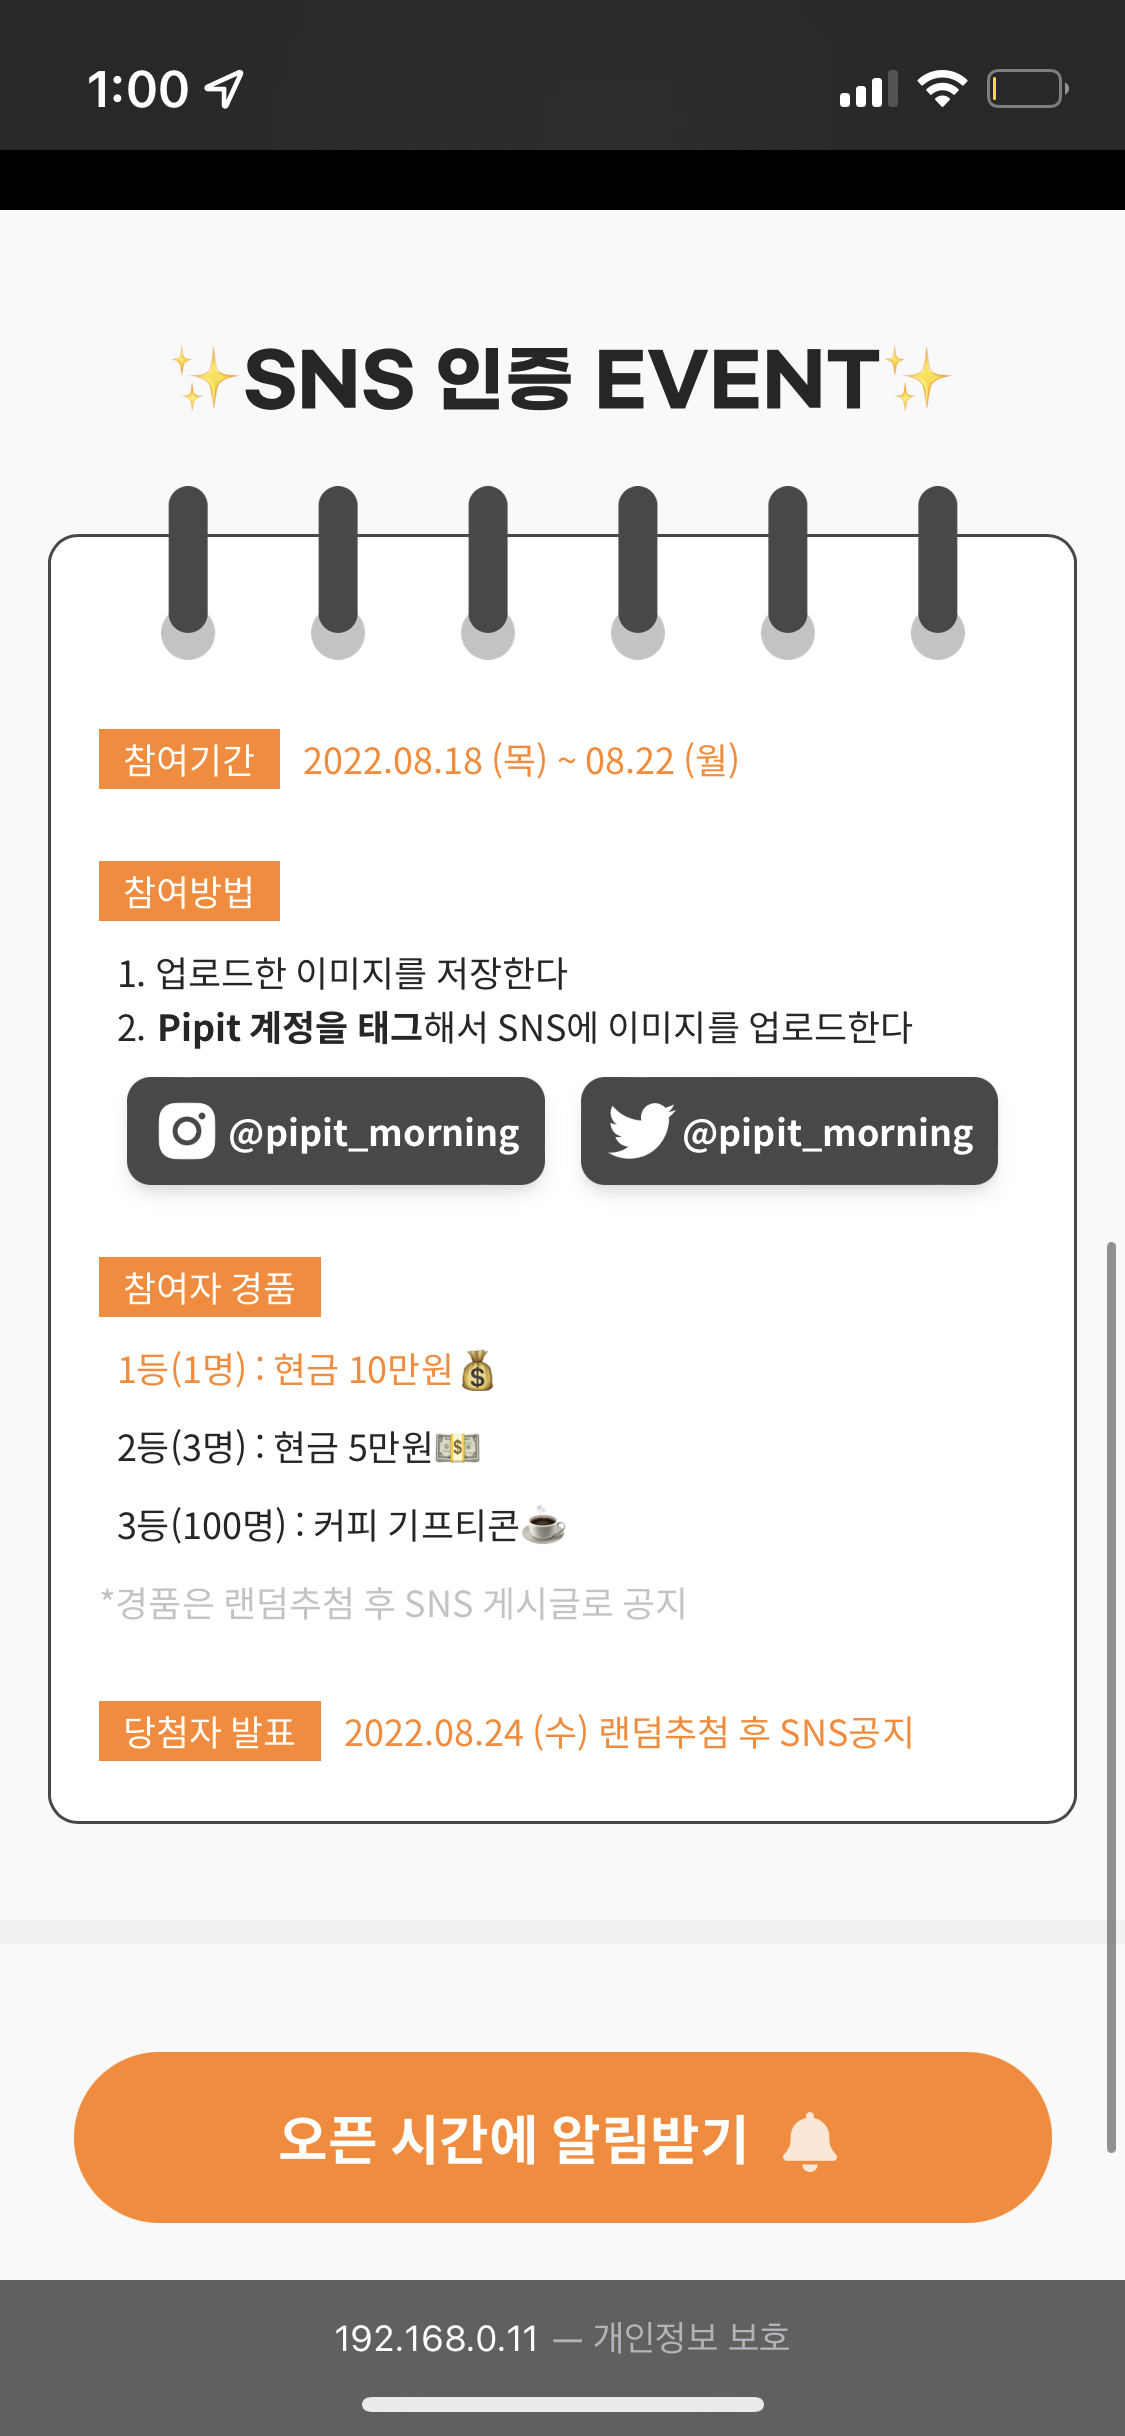 1:00
✨SNS 인증 EVENT✨
참여기간 2022.08.18 (목) ~ 08.22 (월)
참여방법
1. 업로드한 이미지를 저장한다
2. Pipit 계정을 태그해서 SNS에 이미지를 업로드한다
@pipit_morning @pipit_morning
참여자 경품
1등(1명) : 현금 10만원💰
2등(3명) : 현금 5만원💵
3등(100명) : 커피 기프티콘☕
*경품은 랜덤추첨 후 SNS 게시글로 공지
당첨자 발표 2022.08.24 (수) 랜덤추첨 후 SNS공지
오픈 시간에 알림받기
192.168.0.11 — 개인정보 보호